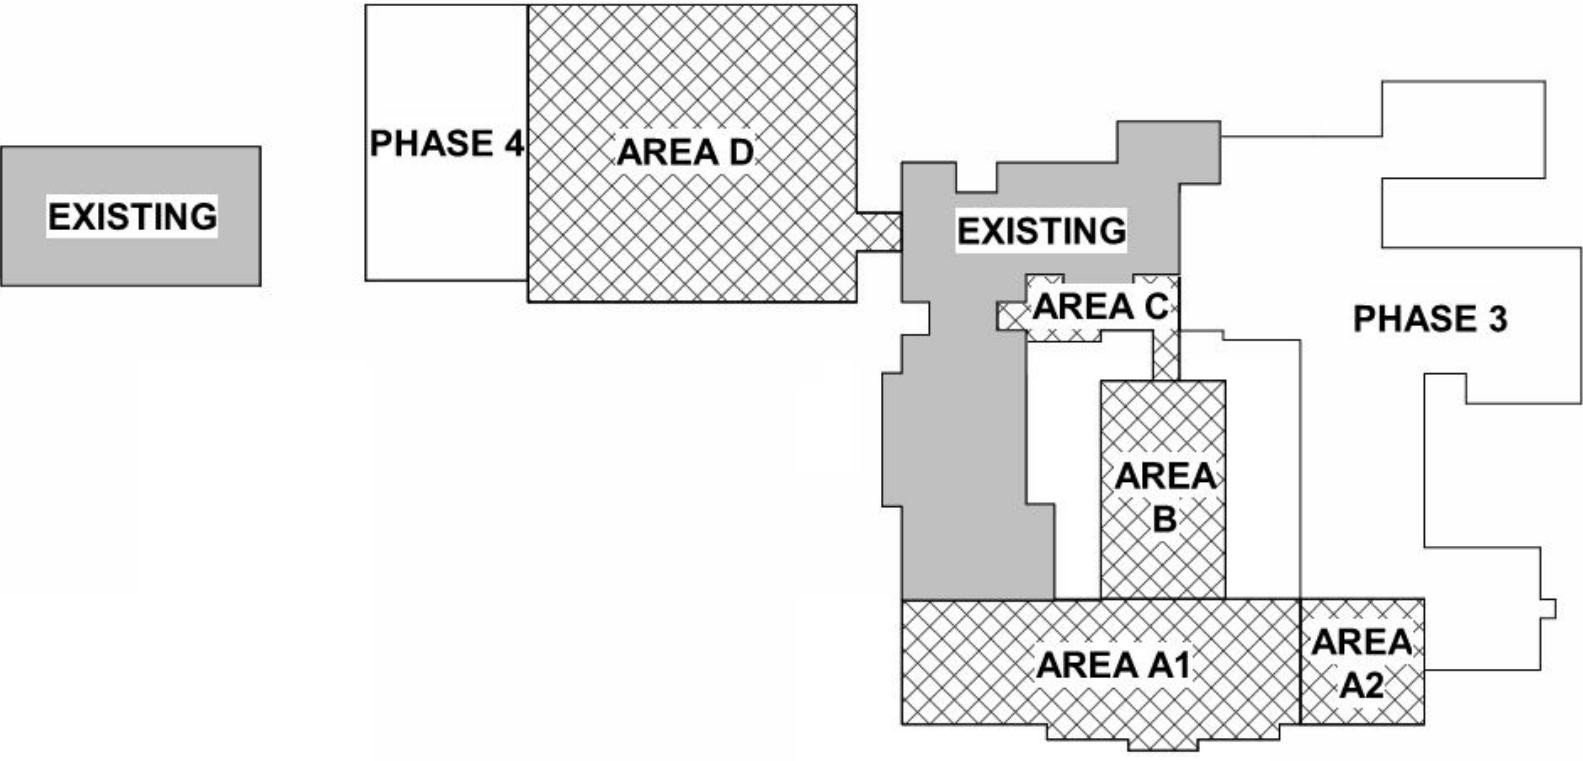 PHASE 4
AREA D
EXISTING
EXISTING
AREA C
PHASE 3
AREA
B
AREA A1
AREA
A2